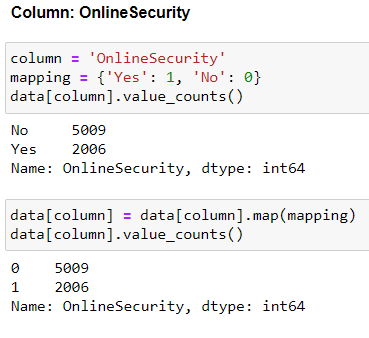 Column: OnlineSecurity
column = 'OnlineSecurity'
mapping = {'Yes': 1, 'No': 0}
data[column].value_counts()
No     5009
Yes    2006
Name: OnlineSecurity, dtype: int64
data[column] = data[column].map(mapping)
data[column].value_counts()
0    5009
1    2006
Name: OnlineSecurity, dtype: int64